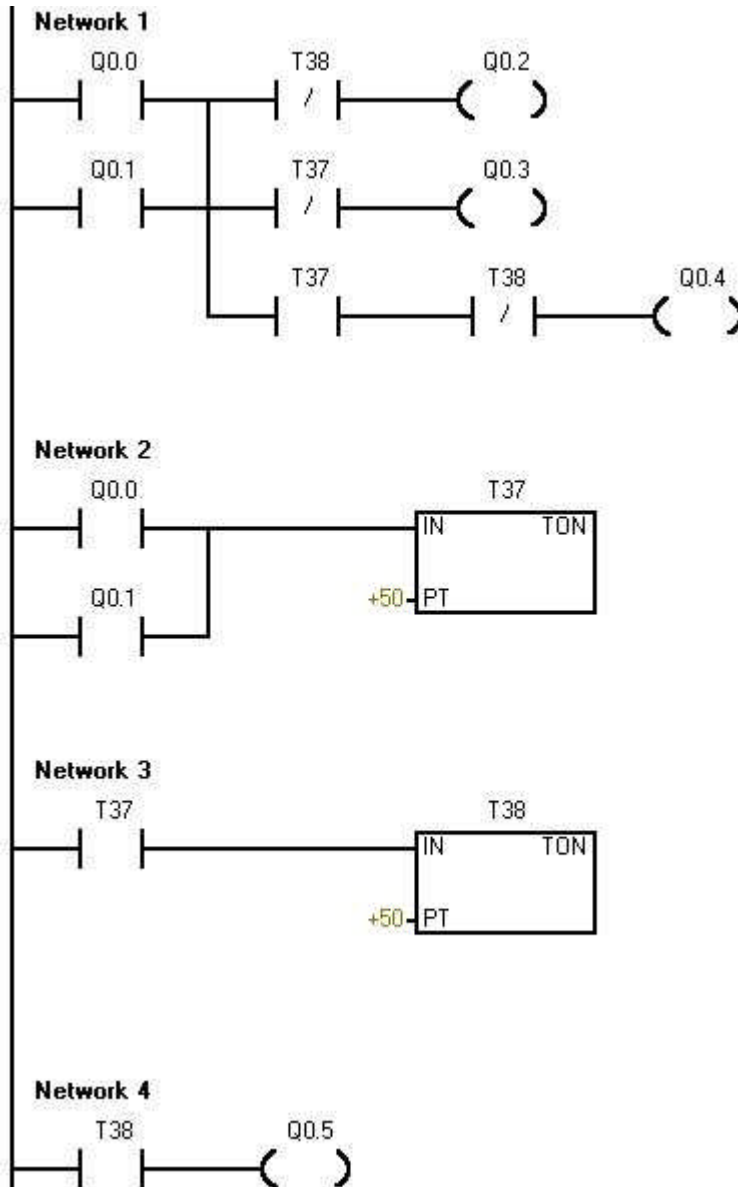 Network 1
Q0.0 T38 Q0.2
/
Q0.1 T37 Q0.3
/
T37 T38 Q0.4
/
Network 2
Q0.0 T37
IN TON
Q0.1
+50 PT
Network 3
T37 T38
IN TON
+50 PT
Network 4
T38 Q0.5